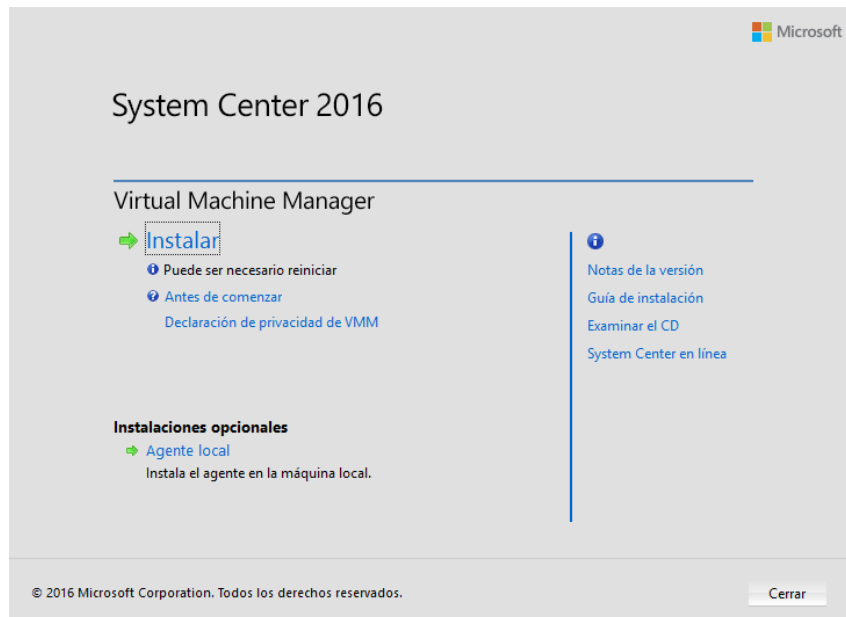 Microsoft
System Center 2016
Virtual Machine Manager
Instalar
Puede ser necesario reiniciar
Antes de comenzar
Declaración de privacidad de VMM
Notas de la versión
Guía de instalación
Examinar el CD
System Center en línea
Instalaciones opcionales
Agente local
Instala el agente en la máquina local.
© 2016 Microsoft Corporation. Todos los derechos reservados.
Cerrar